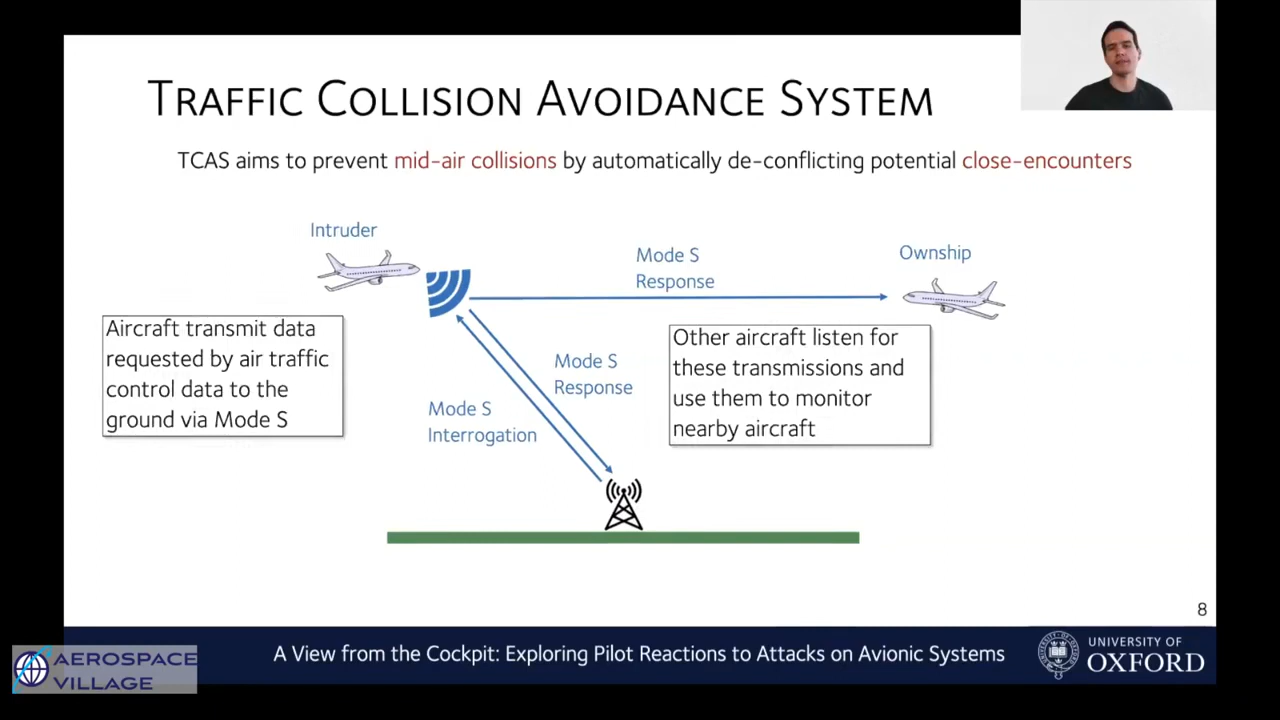 TRAFFIC COLLISION AVOIDANCE SYSTEM
TCAS aims to prevent mid-air collisions by automatically de-conflicting potential close-encounters
Intruder
Mode S
Response
Ownship
Aircraft transmit data
requested by air traffic
control data to the
ground via Mode S
Mode S
Response
Mode S
Interrogation
Other aircraft listen for
these transmissions and
use them to monitor
nearby aircraft
8
AEROSPACE
VILLAGE
A View from the Cockpit: Exploring Pilot Reactions to Attacks on Avionic Systems
UNIVERSITY OF
OXFORD